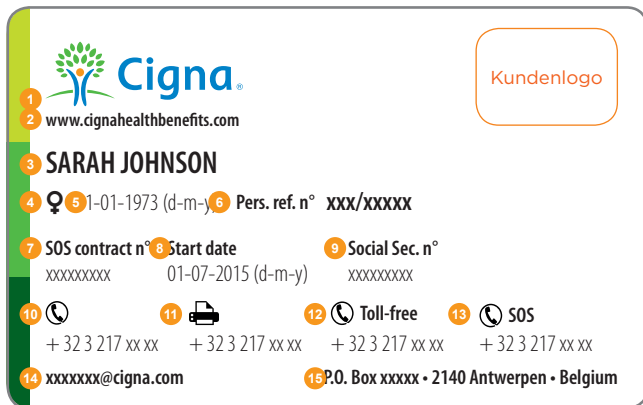 Cigna®
Kundenlogo
1
2 www.cignahealthbenefits.com
3 SARAH JOHNSON
4 ♀ 5 1-01-1973 (d-m-y) 6 Pers. ref. n° xxx/xxxxx
7 SOS contract n° 8 Start date 9 Social Sec. n°
xxxxxxxxx 01-07-2015 (d-m-y) xxxxxxxxx
10 11 12 Toll-free 13 SOS
+ 32 3 217 xx xx + 32 3 217 xx xx + 32 3 217 xx xx + 32 3 217 xx xx
14 xxxxxxx@cigna.com 15 P.O. Box xxxxx • 2140 Antwerpen • Belgium